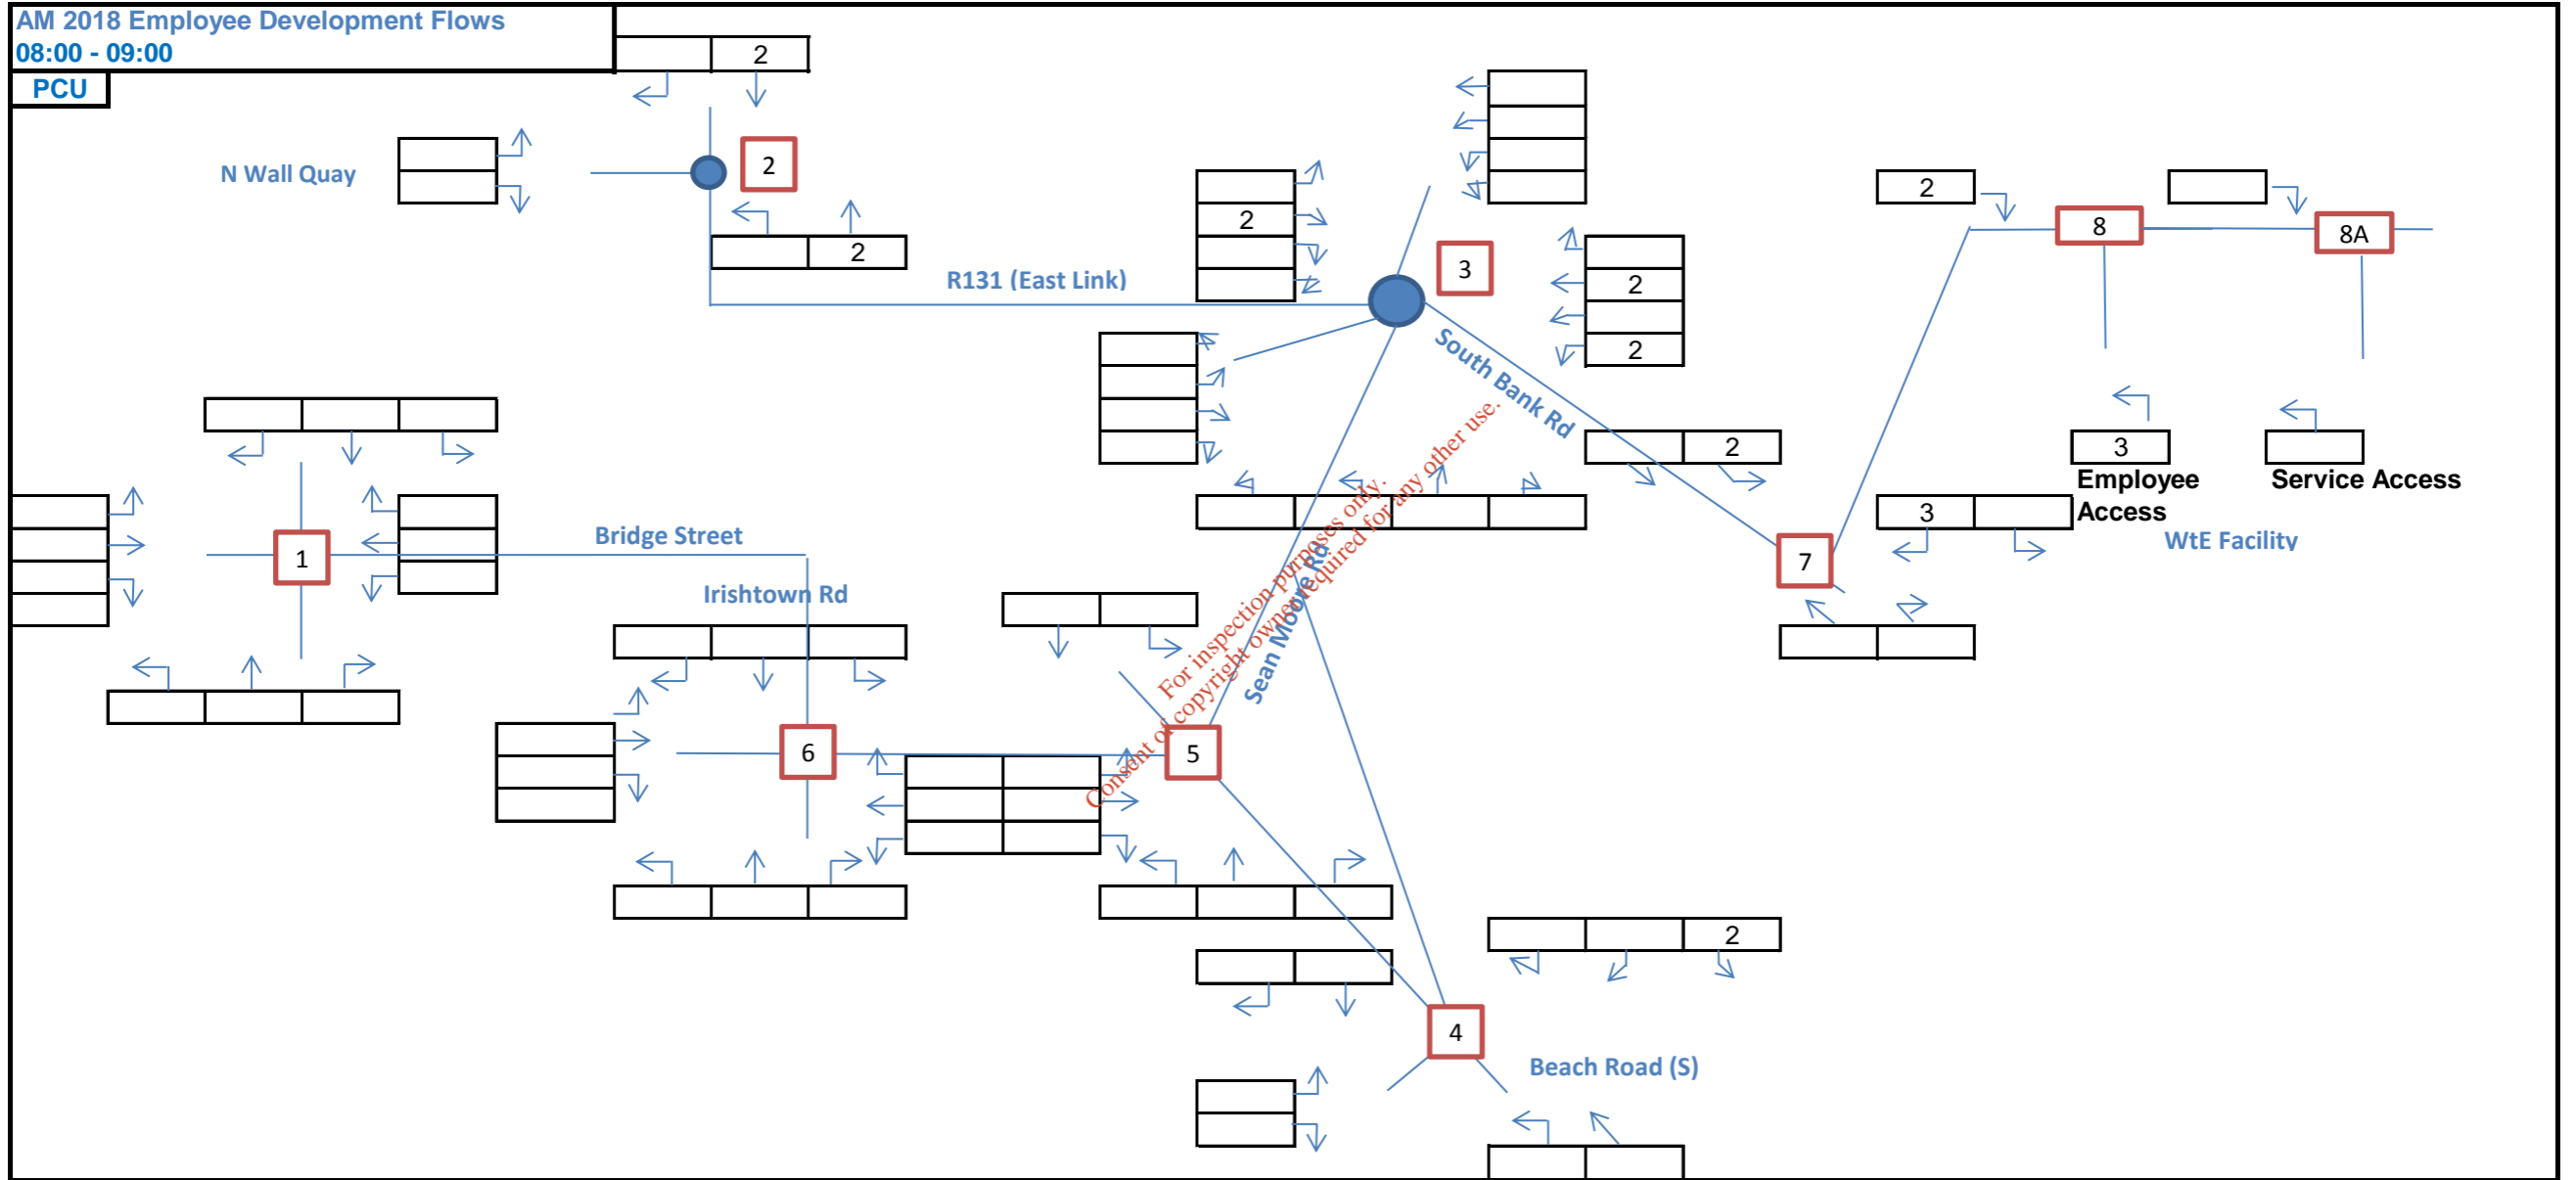 AM 2018 Employee Development Flows
08:00 - 09:00
PCU
2
N Wall Quay
2
2
R131 (East Link)
2
3
2
2
South Bank Rd
2
2
8
8A
3
Employee
Access
Service Access
WtE Facility
3
7
1
Bridge Street
Irishtown Rd
6
5
Sean Moore Rd
For inspection purposes only.
Consent of copyright owner required for any other use.
2
4
Beach Road (S)